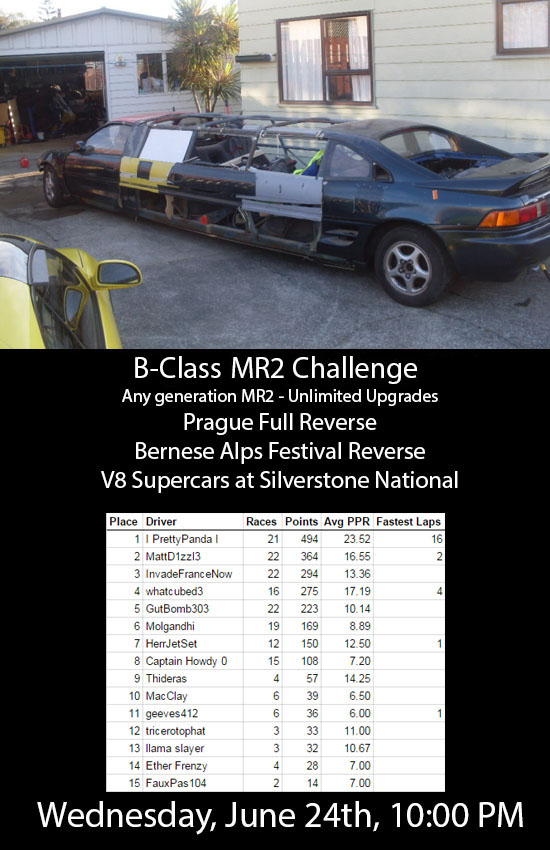 B-Class MR2 Challenge
Any generation MR2 - Unlimited Upgrades
Prague Full Reverse
Bernese Alps Festival Reverse
V8 Supercars at Silverstone National
Place Driver Races Points Avg PPR Fastest Laps
1 I PrettyPanda I 21 494 23.52 16
2 MattD1zzl3 22 364 16.55 2
3 InvadeFranceNow 22 294 13.36
4 whatcubed3 16 275 17.19 4
5 GutBomb303 22 223 10.14
6 Molgandhi 19 169 8.89
7 HerrJetSet 12 150 12.50 1
8 Captain Howdy 0 15 108 7.20
9 Thideras 4 57 14.25
10 MacClay 6 39 6.50
11 geeves412 6 36 6.00 1
12 tricerotophat 3 33 11.00
13 llama slayer 3 32 10.67
14 Ether Frenzy 4 28 7.00
15 FauxPas104 2 14 7.00
Wednesday, June 24th, 10:00 PM